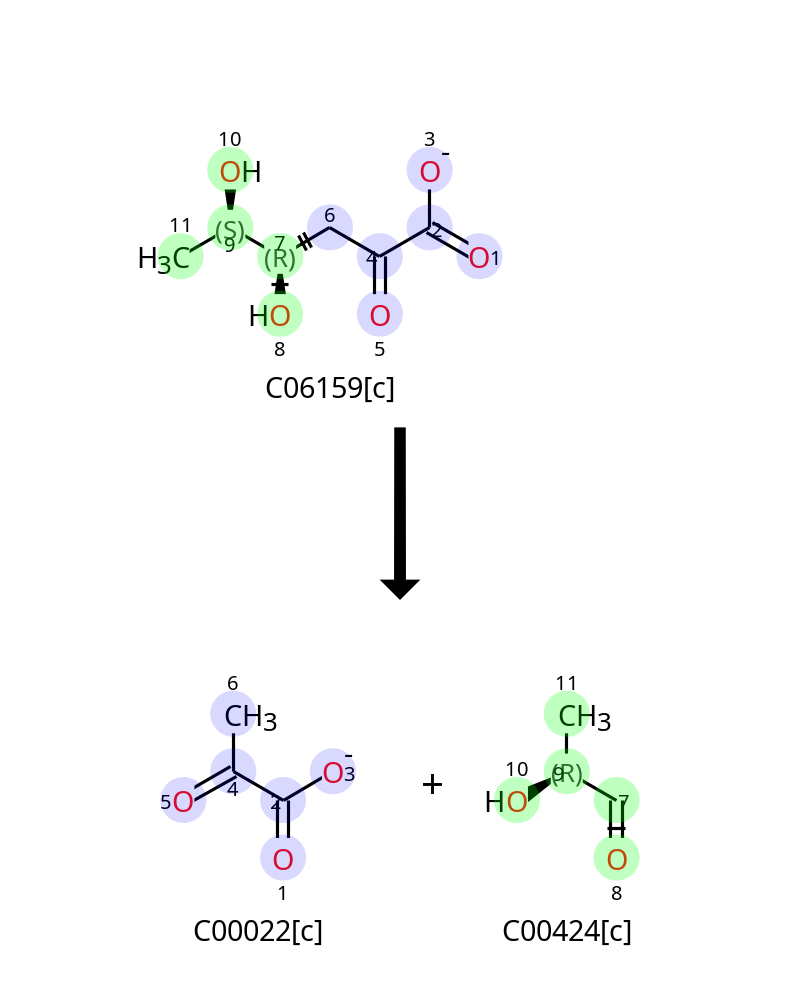 10 3
OH O-
11 (S) 7 6 2
H3C 9 (R) 4 O1
HO O
8 5
C06159[c]
6 11
CH3 CH3
O-3 10 9(R)
5O 4 2 + HO 7
O O
1 8
C00022[c] C00424[c]